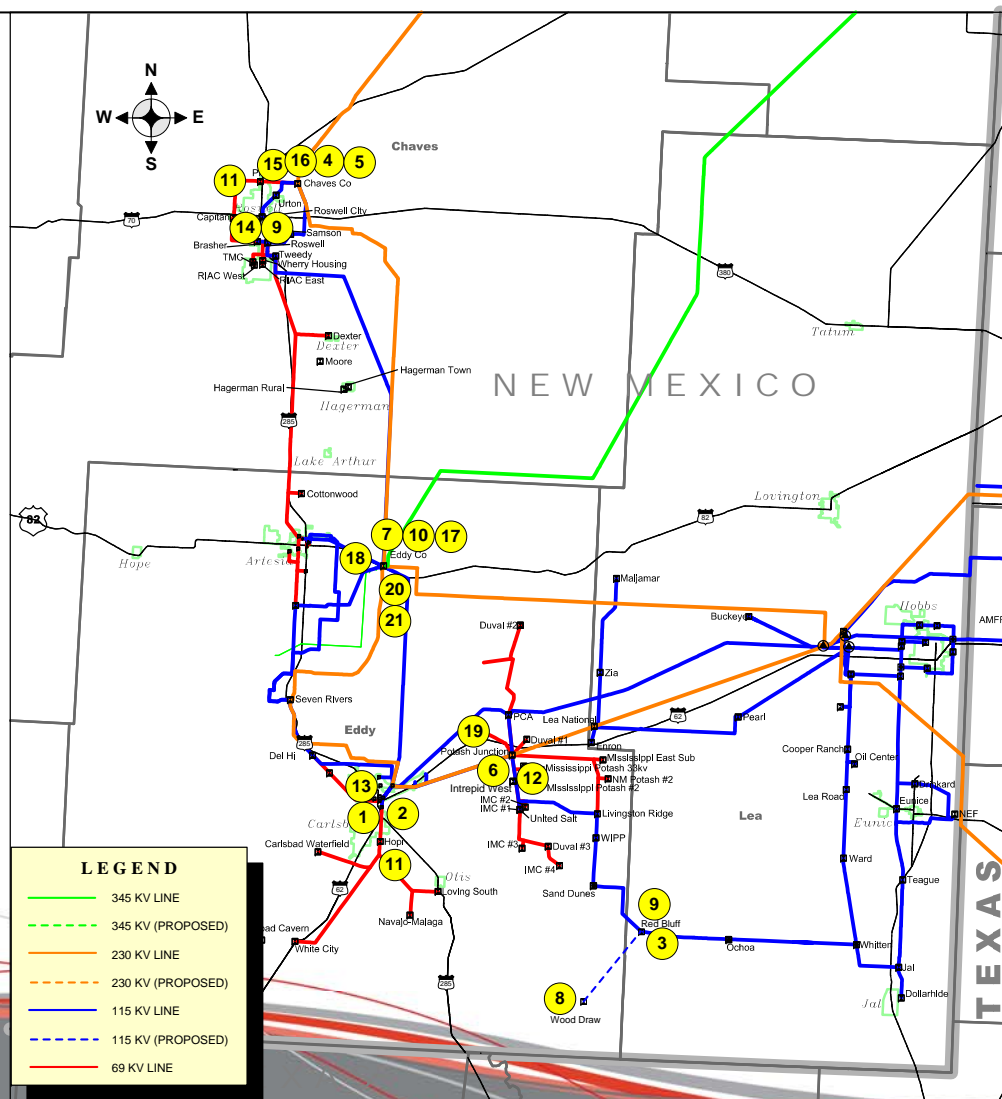 N
W E
S
Chaves
15 16 4 5
11
Chaves Co
Urton
Roswell City
70
14 9
Samson
Brasher
Roswell
Tweedy
TMC
Wherry Housing
RIAC West
RIAC East
380
Tatum
Dexter
Dexter
Moore
Hagerman Town
Hagerman Rural
Hagerman
NEW MEXICO
285
Lake Arthur
Cottonwood
Lovington
82
82
7 10 17
Eddy Co
18
Hope
Artesia
20
21
Maljamar
Hobbs
Buckeye
AMFR
Duval #2
Zia
Seven Rivers
PCA
Lea National
62
Pearl
Eddy
19
Duval #1
Enron
285
Potash Junction
Mississippi East Sub
Cooper Ranch
Oil Center
Del Hi
Mississippi Potash 33kv
6 12
NM Potash #2
Intrepid West
Mississippi Potash #2
13
Drinkard
IMC #2
Lea Road
Eunice
1 2
IMC #1
United Salt
Livingston Ridge
Lea
Eunic
NEF
Carlsb
Hopi
WIPP
Carlsbad Waterfield
IMC #3
Duval #3
Ward
11
IMC #4
Otis
Teague
62
Loving South
Sand Dunes
9
Navajo-Malaga
Red Bluff
3
Ochoa
White City
Whitten
Jal
285
8
Dollarhide
Jal
Wood Draw
TEXAS
LEGEND
345 KV LINE
345 KV (PROPOSED)
230 KV LINE
230 KV (PROPOSED)
115 KV LINE
115 KV (PROPOSED)
69 KV LINE